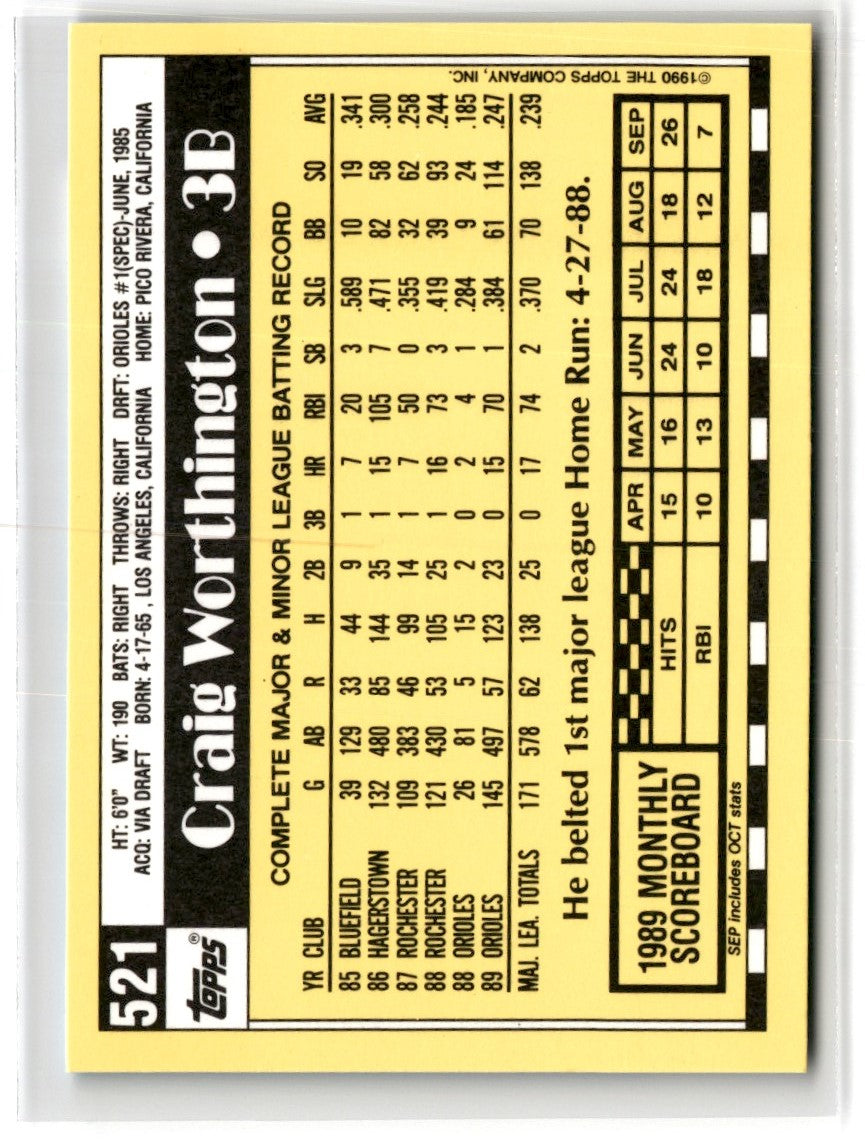 521
HT: 6'0" WT: 190 BATS: RIGHT THROWS: RIGHT DRFT: ORIOLES #1(SPEC)-JUNE, 1985
ACQ: VIA DRAFT BORN: 4-17-65 , LOS ANGELES, CALIFORNIA HOME: PICO RIVERA, CALIFORNIA
TOPPS®
Craig Worthington • 3B
COMPLETE MAJOR & MINOR LEAGUE BATTING RECORD
YR CLUB G AB R H 2B 3B HR RBI SB SLG BB SO AVG
85 BLUEFIELD 39 129 33 44 9 1 7 20 3 .589 10 19 .341
86 HAGERSTOWN 132 480 85 144 35 1 15 105 7 .471 82 58 .300
87 ROCHESTER 109 383 46 99 14 1 7 50 0 .355 32 62 .258
88 ROCHESTER 121 430 53 105 25 1 16 73 3 .419 39 93 .244
88 ORIOLES 26 81 5 15 2 0 2 4 1 .284 9 24 .185
89 ORIOLES 145 497 57 123 23 0 15 70 1 .384 61 114 .247
MAJ. LEA. TOTALS 171 578 62 138 25 0 17 74 2 .370 70 138 .239
He belted 1st major league Home Run: 4-27-88.
1989 MONTHLY
SCOREBOARD
APR MAY JUN JUL AUG SEP
HITS 15 16 24 24 18 26
RBI 10 13 10 18 12 7
SEP includes OCT stats
©1990 THE TOPPS COMPANY, INC.